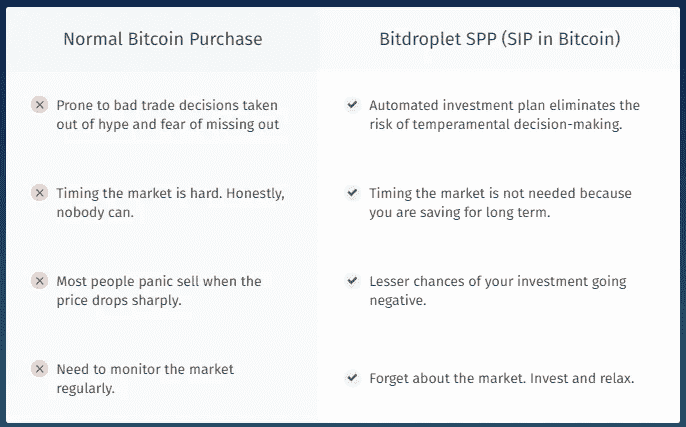 Normal Bitcoin Purchase
Bitdroplet SPP (SIP in Bitcoin)
Prone to bad trade decisions taken
out of hype and fear of missing out
Automated investment plan eliminates the
risk of temperamental decision-making.
Timing the market is hard. Honestly,
nobody can.
Timing the market is not needed because
you are saving for long term.
Most people panic sell when the
price drops sharply.
Lesser chances of your investment going
negative.
Need to monitor the market
regularly.
Forget about the market. Invest and relax.